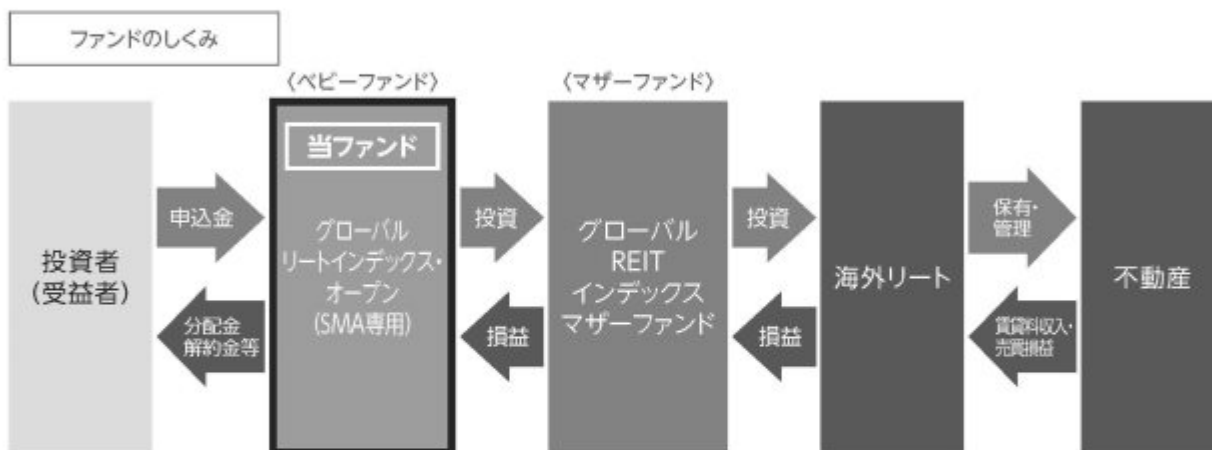 ファンドのしくみ
〈ベビーファンド〉
〈マザーファンド〉
投資者
(受益者)
申込金
分配金
解約金等
当ファンド
グローバル
リートインデックス・
オープン
(SMA専用)
投資
損益
グローバル
REIT
インデックス
マザーファンド
投資
損益
海外リート
保有・
管理
賃貸料収入・
売買損益
不動産